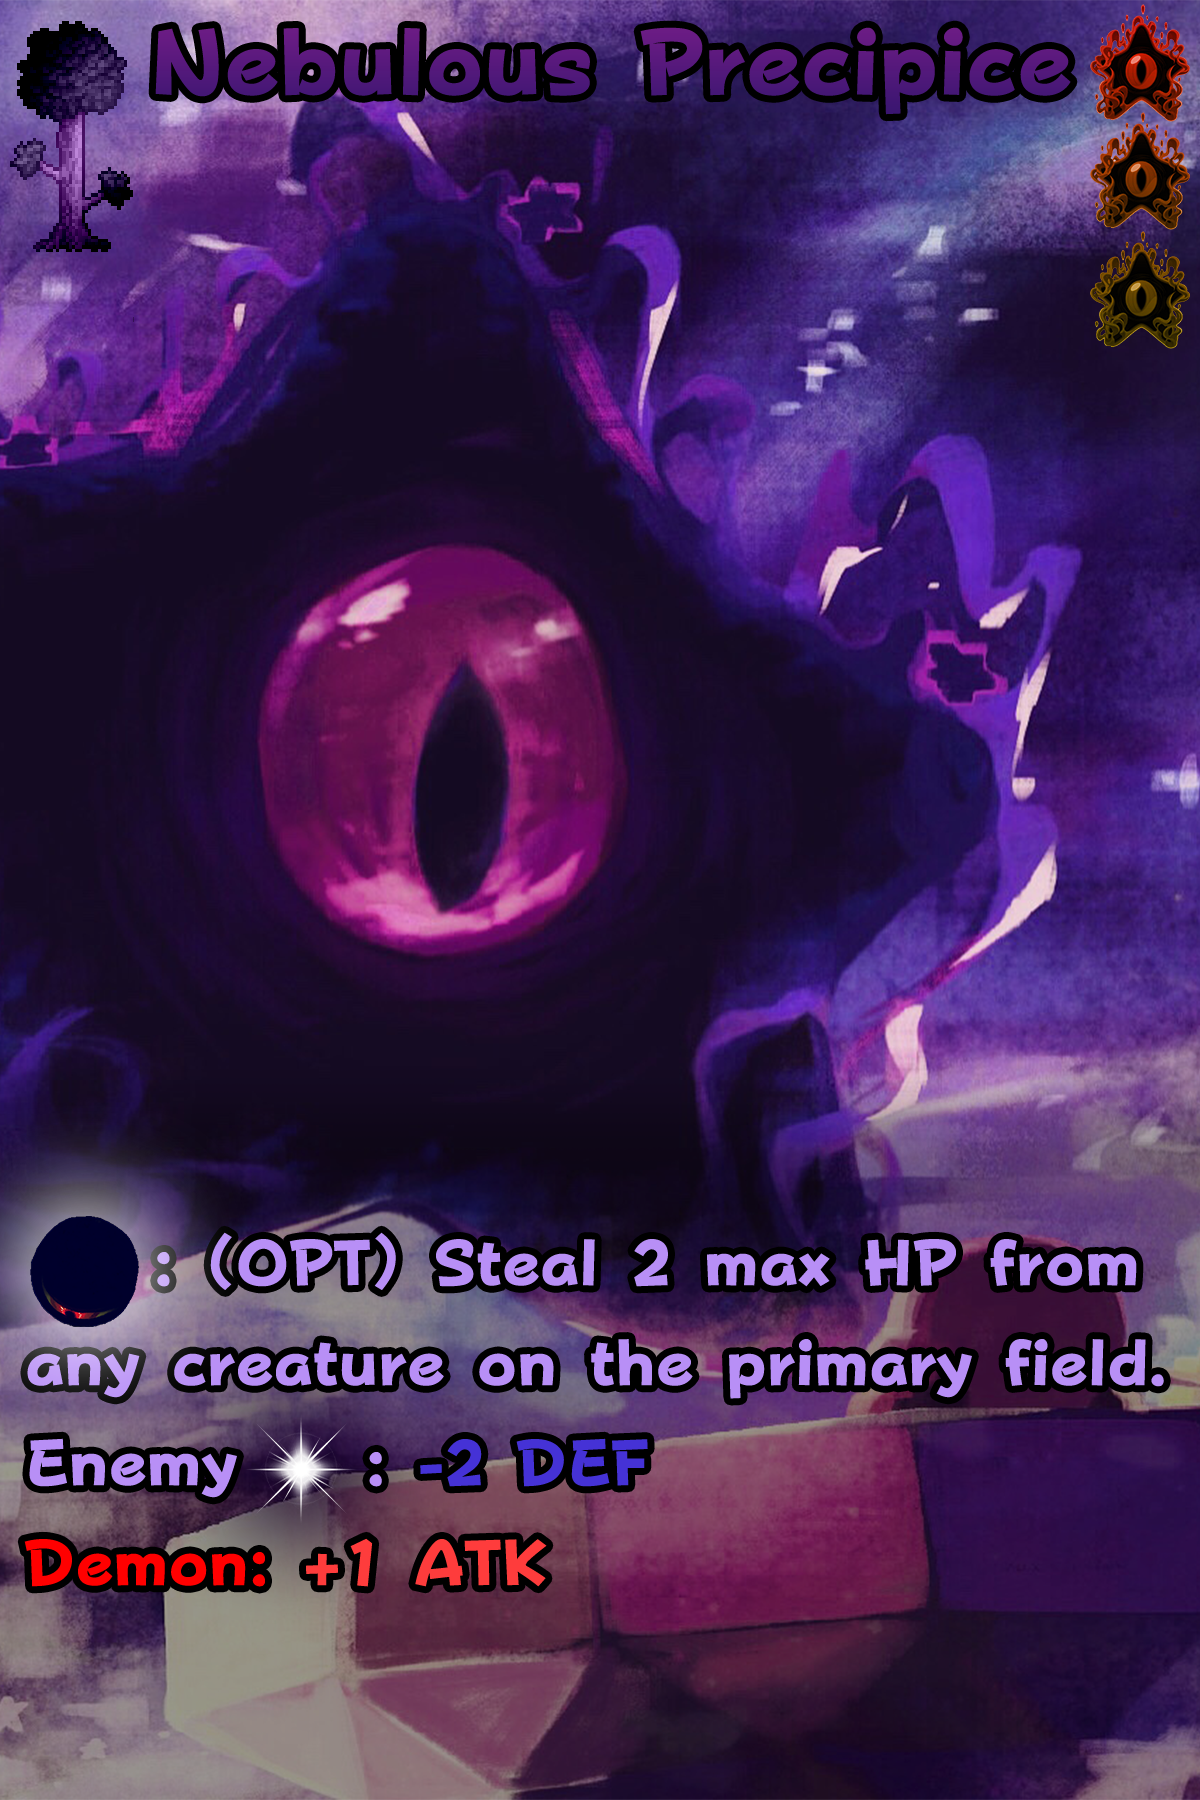 Nebulous Precipice
: (OPT) Steal 2 max HP from
any creature on the primary field.
Enemy : -2 DEF
Demon: +1 ATK